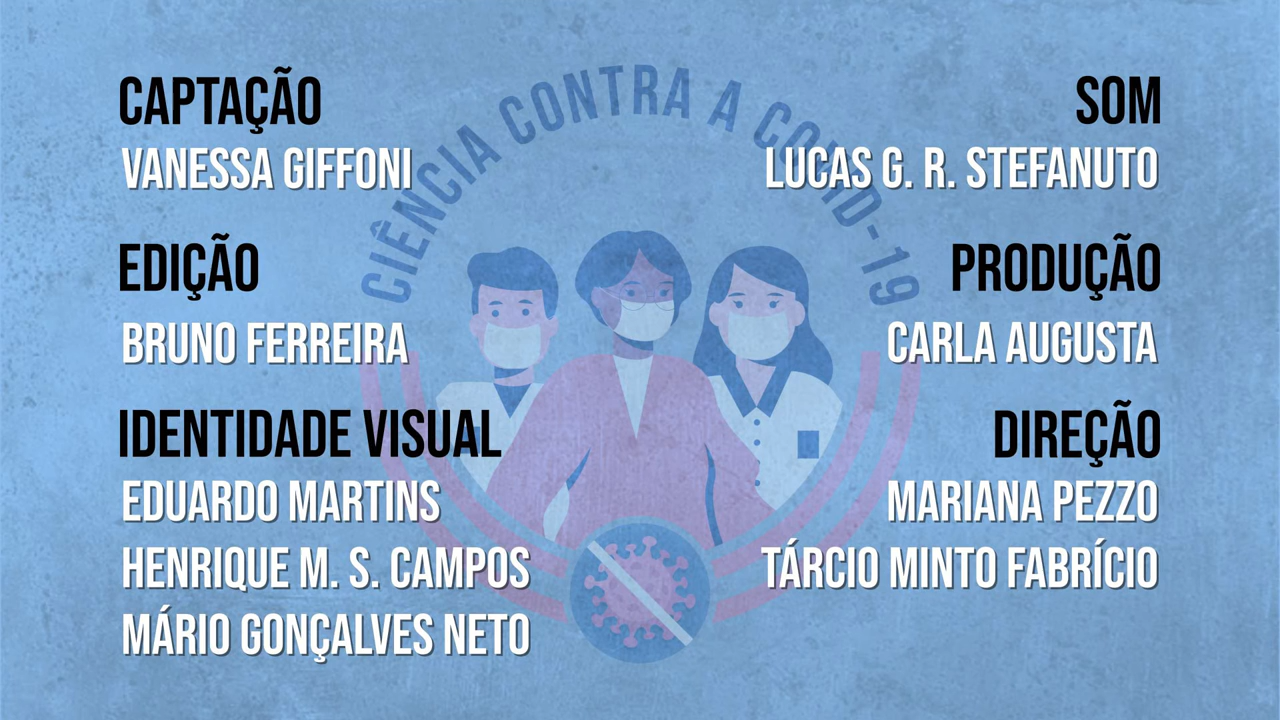 CIÊNCIA CONTRA A COVID-19
CAPTAÇÃO
VANESSA GIFFONI
EDIÇÃO
BRUNO FERREIRA
IDENTIDADE VISUAL
EDUARDO MARTINS
HENRIQUE M. S. CAMPOS
MÁRIO GONÇALVES NETO
SOM
LUCAS G. R. STEFANUTO
PRODUÇÃO
CARLA AUGUSTA
DIREÇÃO
MARIANA PEZZO
TÁRCIO MINTO FABRÍCIO